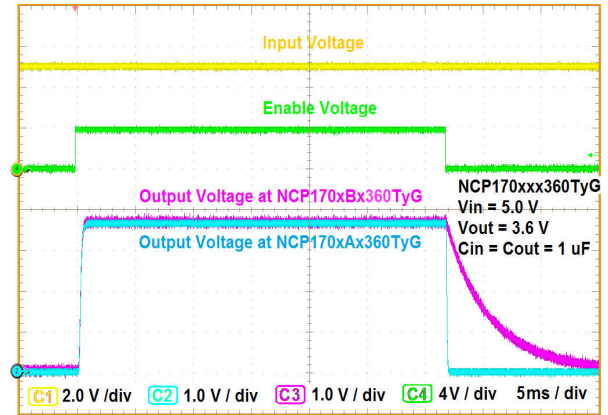 Input Voltage
Enable Voltage
4
Output Voltage at NCP170xBx360TyG
NCP170xxx360TyG
Vin = 5.0 V
Output Voltage at NCP170xAx360TyG
Vout = 3.6 V
Cin = Cout = 1 uF
2
C1 2.0 V /div C2 1.0 V / div C3 1.0 V / div C4 4V / div 5ms / div